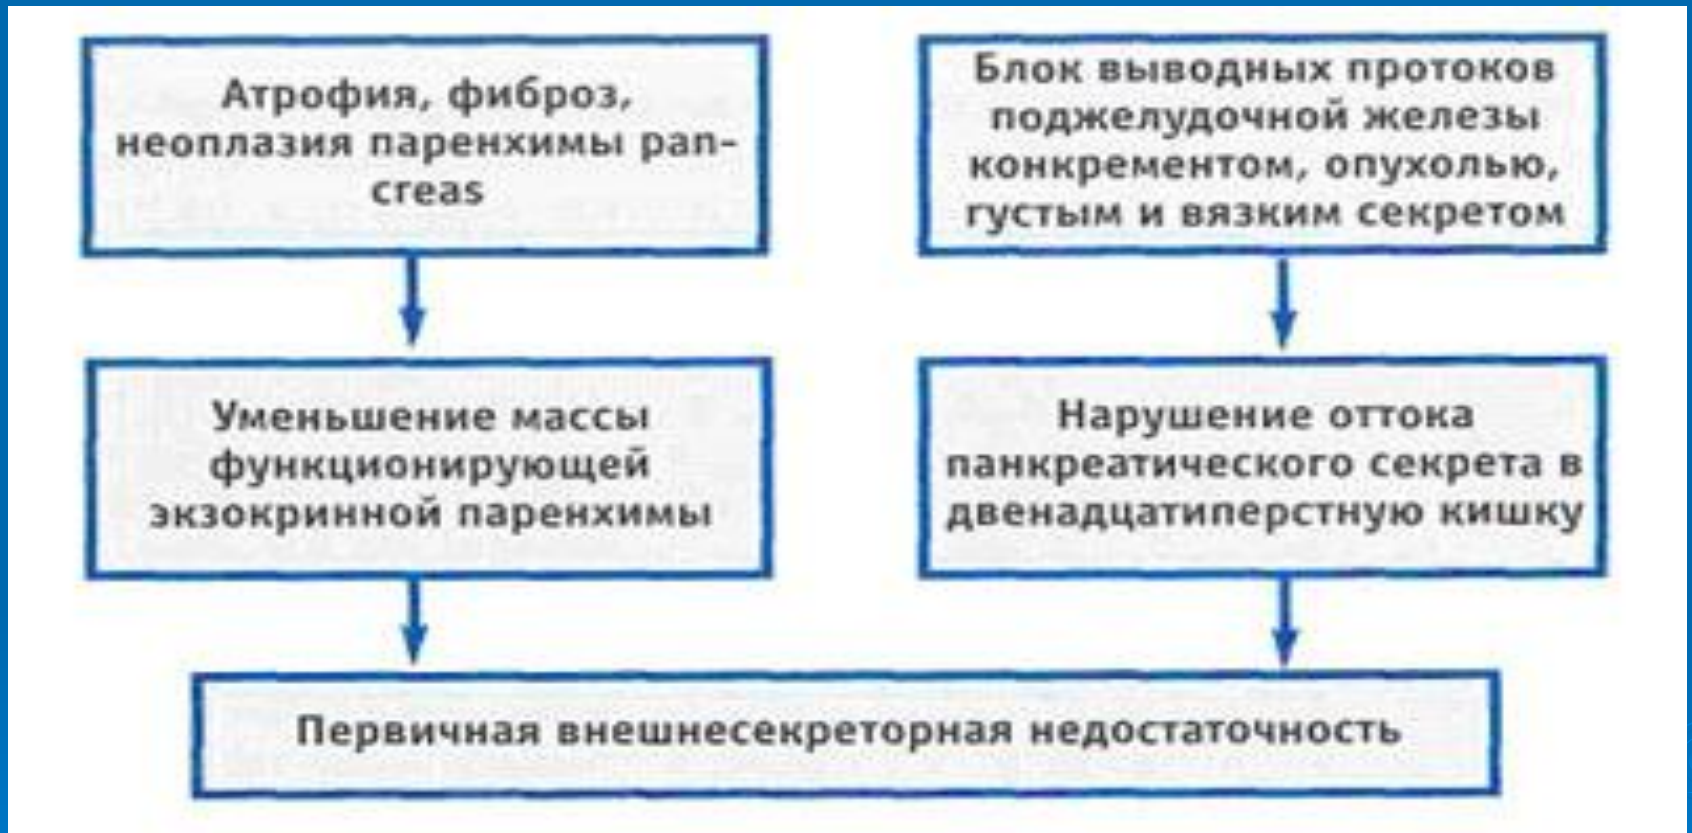 Атрофия, фиброз,
неоплазия паренхимы pan-
creas
Блок выводных протоков
поджелудочной железы
конкрементом, опухолью,
густым и вязким секретом
Уменьшение массы
функционирующей
экзокринной паренхимы
Нарушение оттока
панкреатического секрета в
двенадцатиперстную кишку
Первичная внешнесекреторная недостаточность